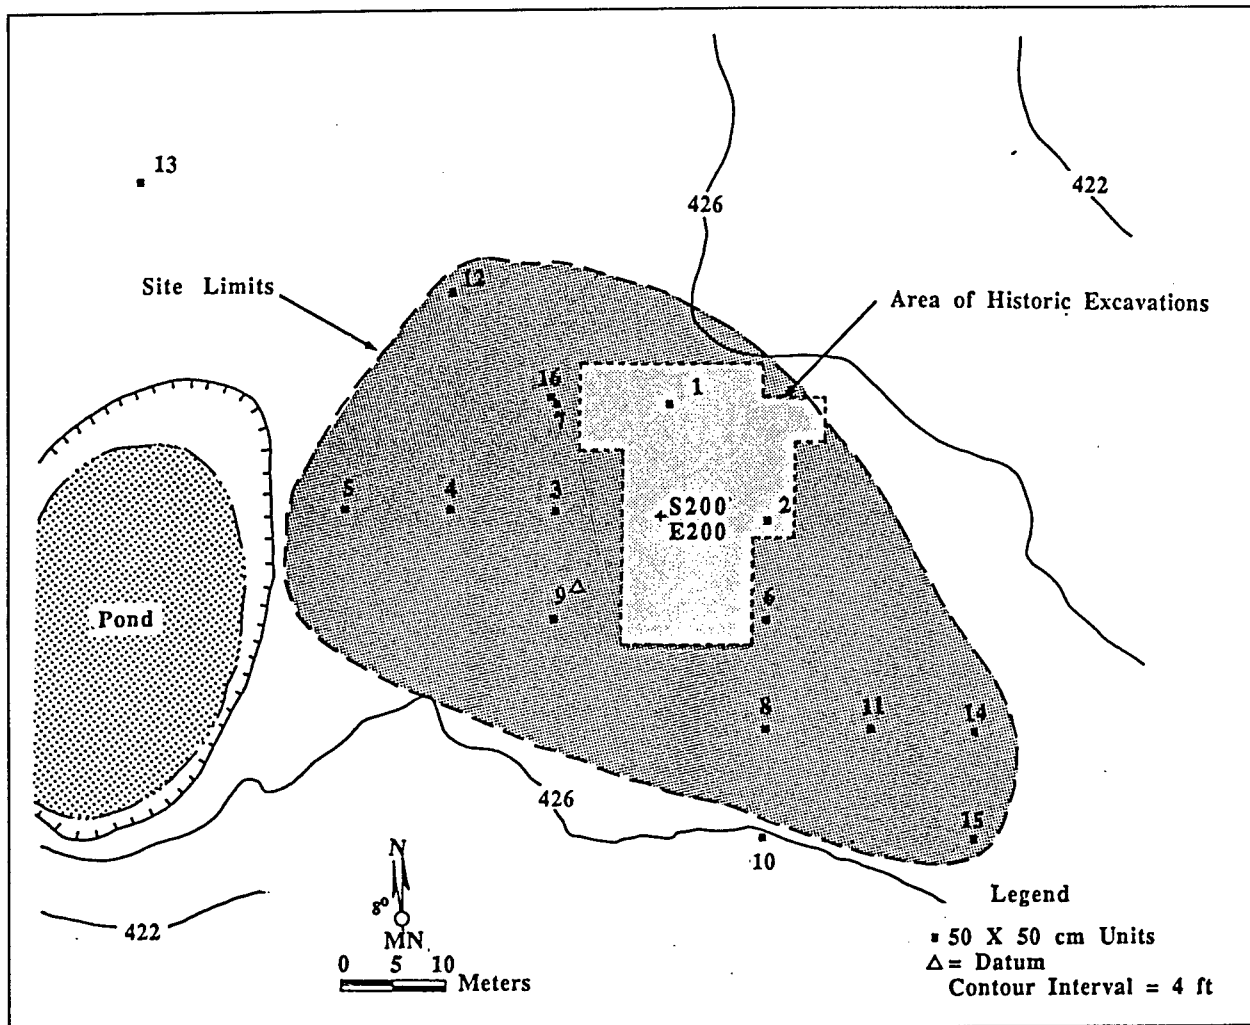 13
422
426
Site Limits
12
Area of Historic Excavations
16
1
7
5
4
3
S200
2
E200
9
6
Pond
8
11
14
426
15
10
N
8°
MN
422
0 5 10
Meters
Legend
50 X 50 cm Units
= Datum
Contour Interval = 4 ft